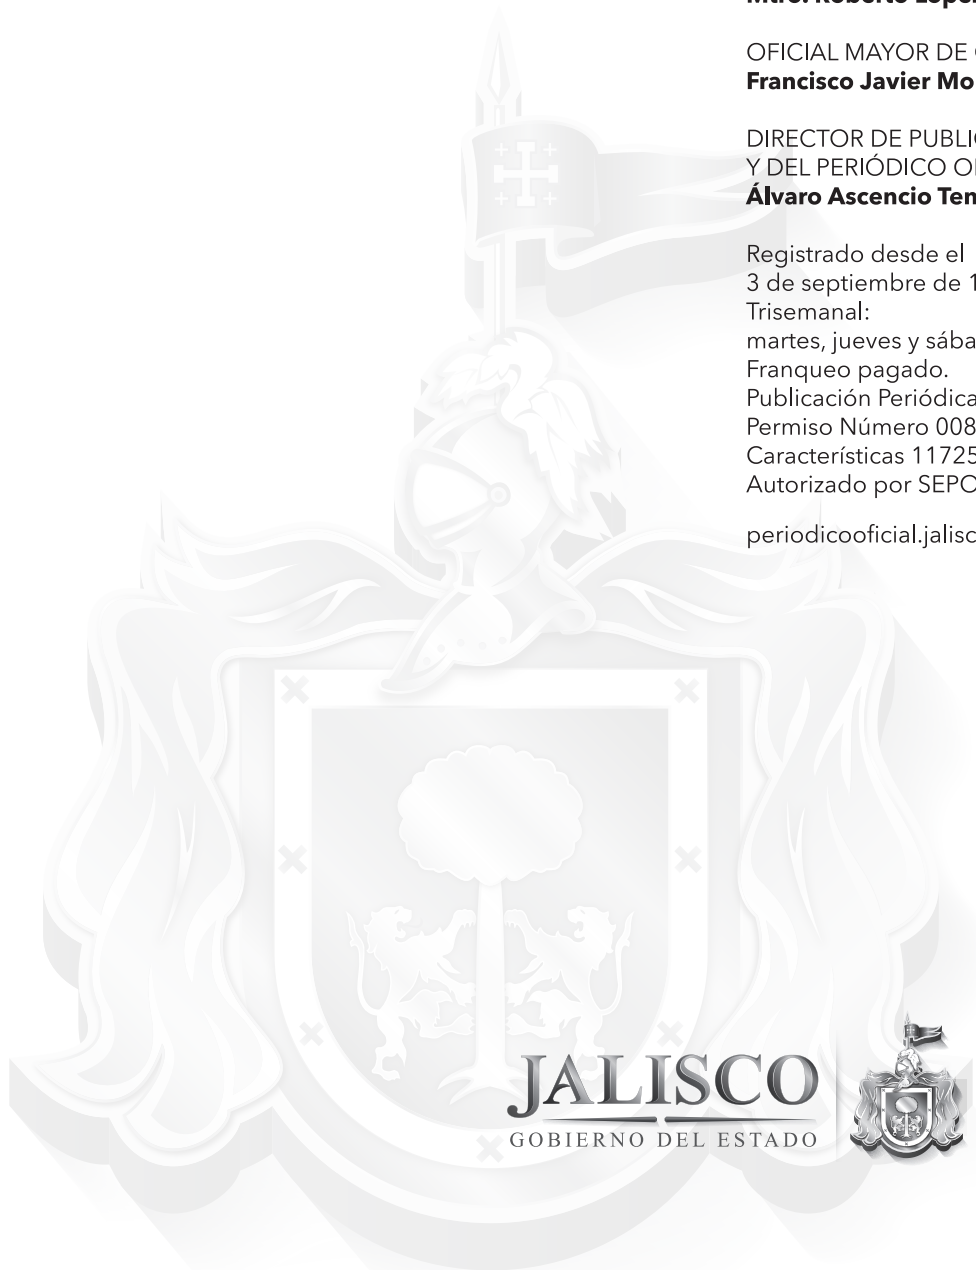 OFICIAL MAYOR DE
Francisco Javier Mo
DIRECTOR DE PUBLI
Y DEL PERIÓDICO O
Álvaro Ascencio Ten
Registrado desde el
3 de septiembre de 1
Trisemanal:
martes, jueves y sába
Franqueo pagado.
Publicación Periódica
Permiso Número 008
Características 11725
Autorizado por SEPO
periodicooficial.jalisc
JALISCO
GOBIERNO DEL ESTADO